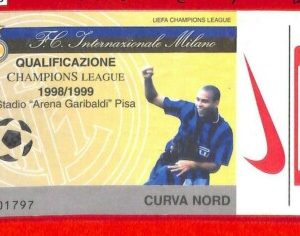 UEFA CHAMPIONS LEAGUE
F.C. Internazionale Milano
QUALIFICAZIONE
CHAMPIONS LEAGUE
1998/1999
Stadio "Arena Garibaldi" Pisa
01797
CURVA NORD